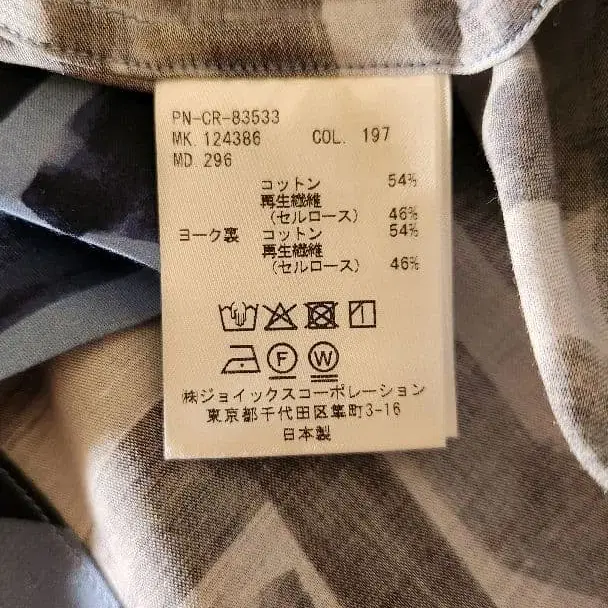 PN-CR-83533
MK. 124386 COL. 197
MD. 296
コットン 54%
再生繊維
（セルロース） 46%
ヨーク裏 コットン 54%
再生繊維
（セルロース） 46%
F W
㈱ジョイックスコーポレーション
東京都千代田区隼町3-16
日本製